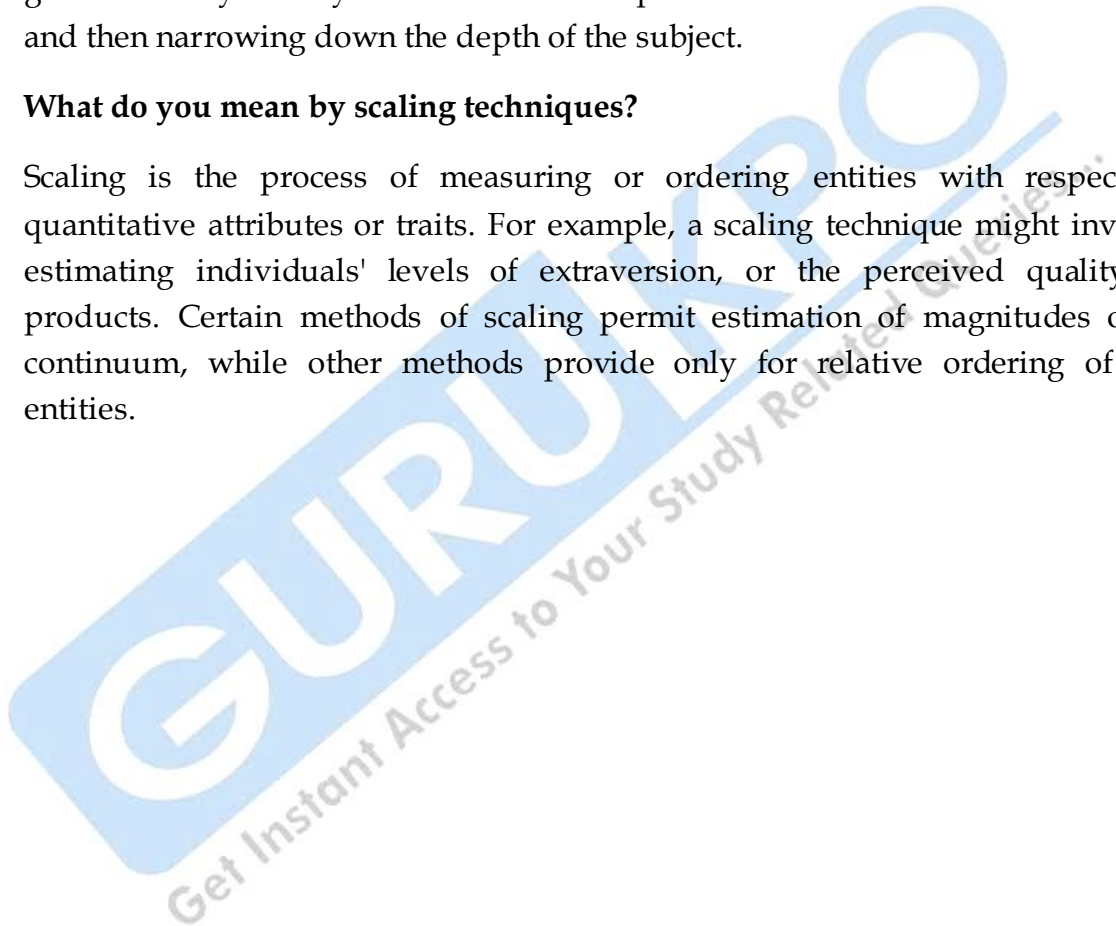 and then narrowing down the depth of the subject.
What do you mean by scaling techniques?
Scaling is the process of measuring or ordering entities with respec
quantitative attributes or traits. For example, a scaling technique might inv
estimating individuals' levels of extraversion, or the perceived quality
products. Certain methods of scaling permit estimation of magnitudes o
continuum, while other methods provide only for relative ordering of
entities.
GURUKPO
Get Instant Access to Your Study Related Queries...